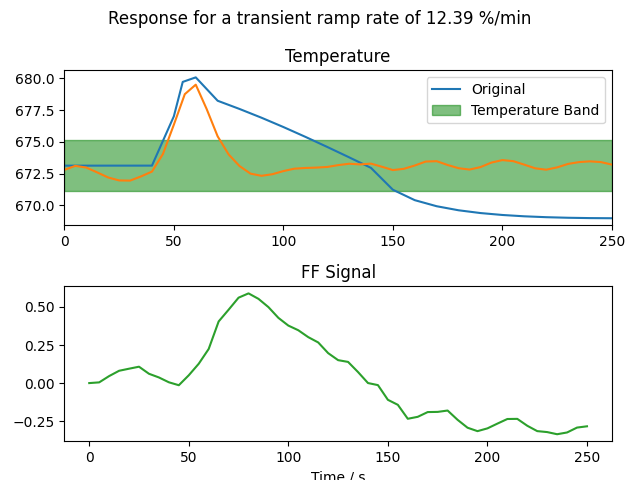 Response for a transient ramp rate of 12.39 %/min
Temperature
680.0
677.5
675.0
672.5
670.0
Original
Temperature Band
0 50 100 150 200 250
FF Signal
0.50
0.25
0.00
−0.25
0 50 100 150 200 250
Time / s